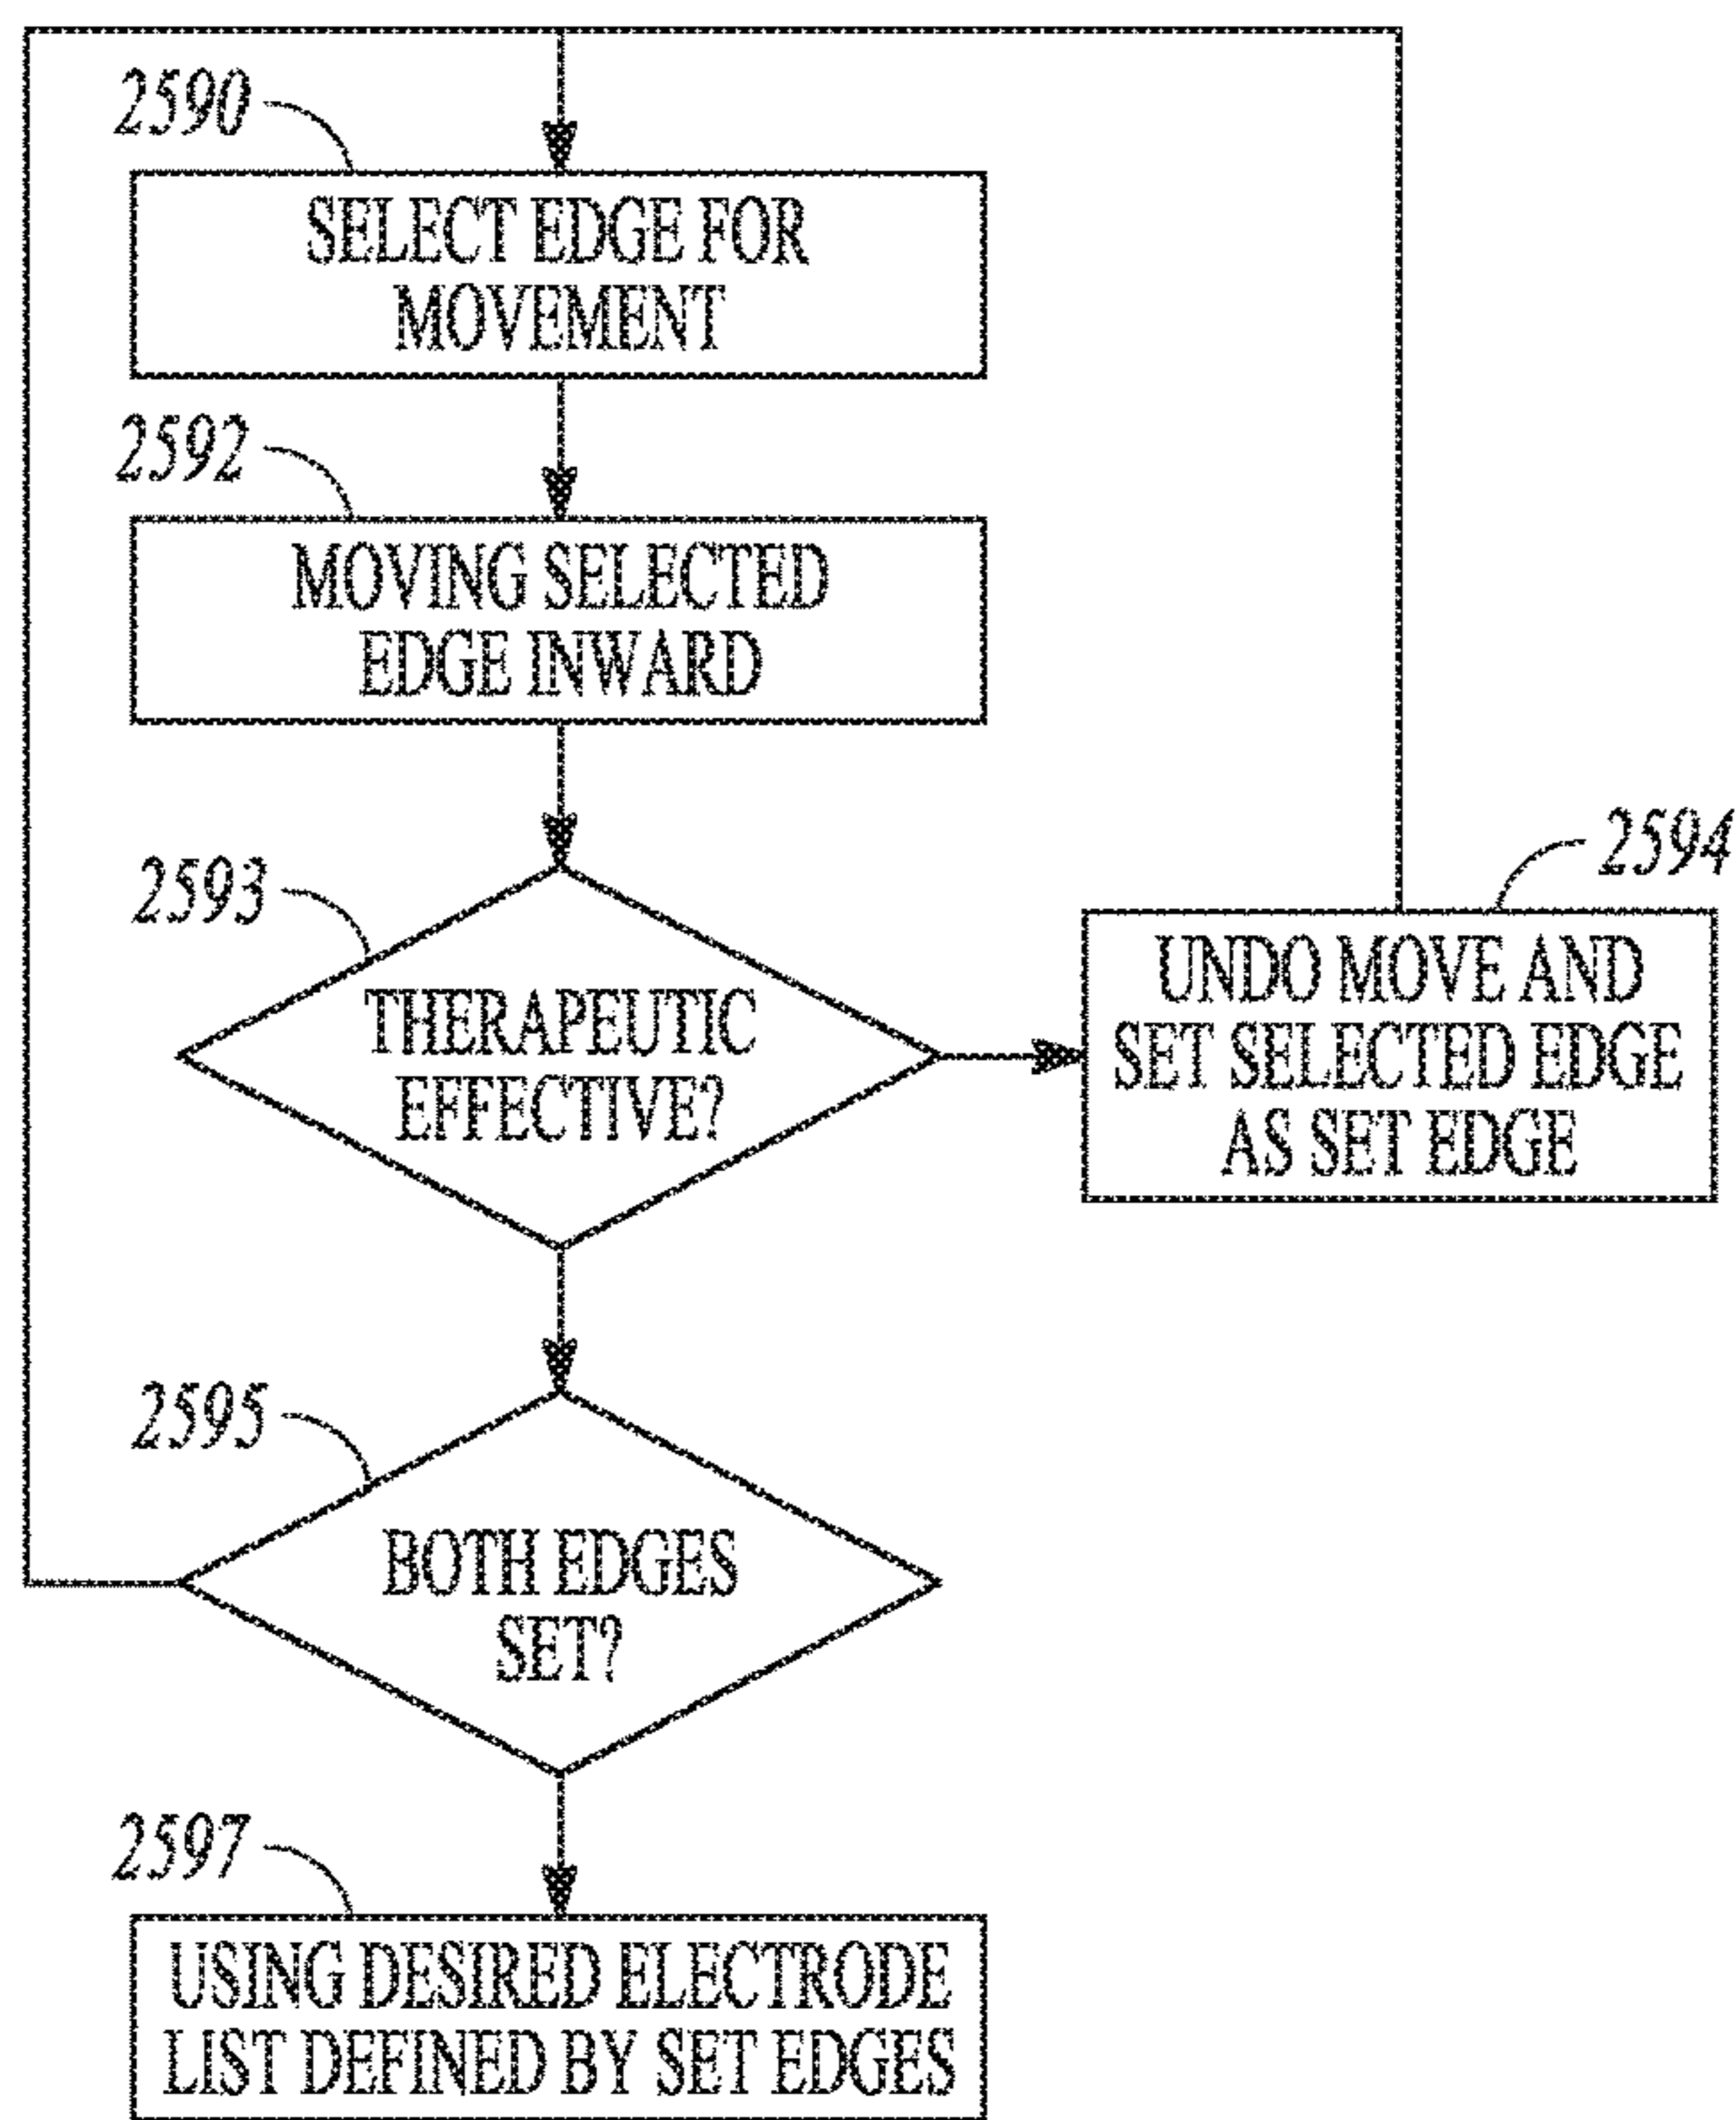 2590
SELECT EDGE FOR
MOVEMENT
2592
MOVING SELECTED
EDGE INWARD
2593
THERAPEUTIC
EFFECTIVE?
2594
UNDO MOVE AND
SET SELECTED EDGE
AS SET EDGE
2595
BOTH EDGES
SET?
2597
USING DESIRED ELECTRODE
LIST DEFINED BY SET EDGES